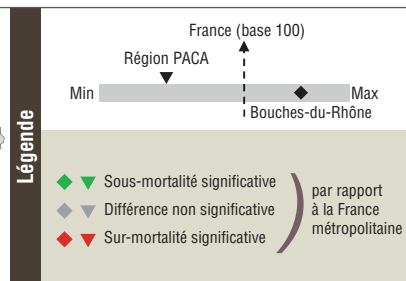 Légende
France (base 100)
Région PACA
Min
Max
Bouches-du-Rhône
Sous-mortalité significative
Différence non significative
Sur-mortalité significative
par rapport
à la France
métropolitaine